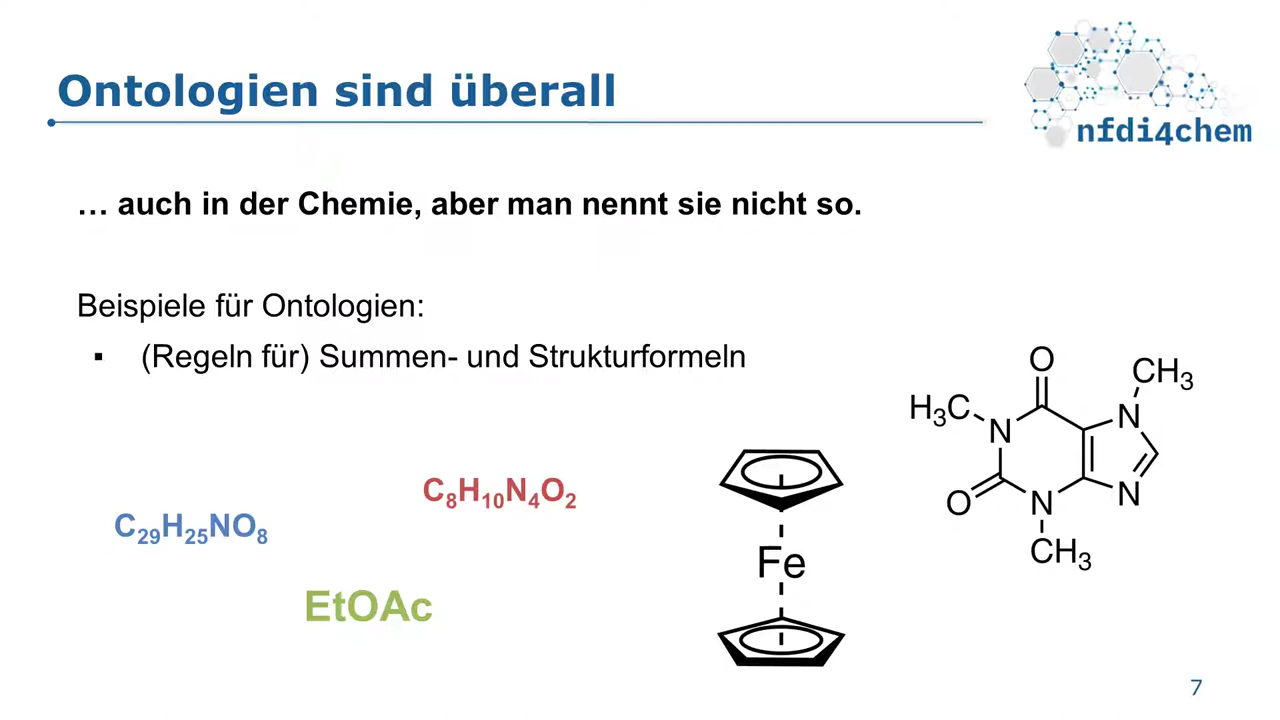 Ontologien sind überall
nfdi4chem
… auch in der Chemie, aber man nennt sie nicht so.
Beispiele für Ontologien:
▪ (Regeln für) Summen- und Strukturformeln
C₈H₁₀N₄O₂
C₂₉H₂₅NO₈
EtOAc
Fe
O
CH₃
H₃C
N
N
O
N
N
CH₃
7